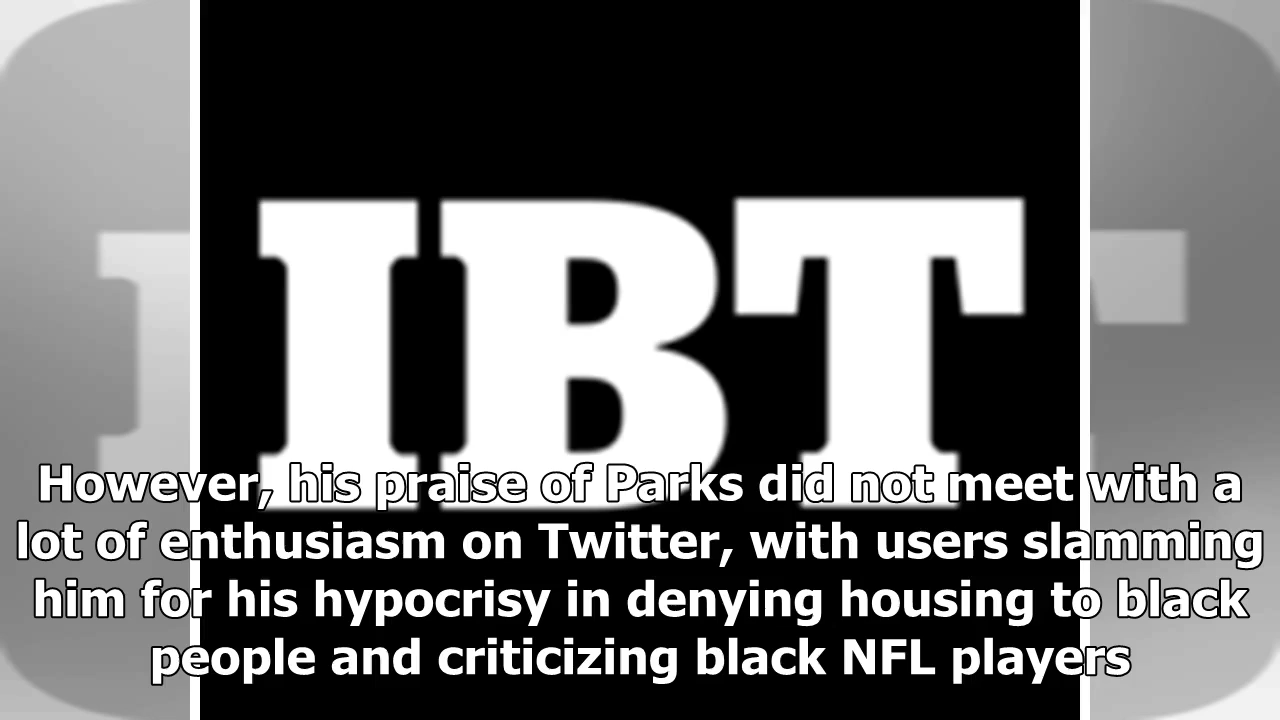 IBT
However, his praise of Parks did not meet with a
lot of enthusiasm on Twitter, with users slamming
him for his hypocrisy in denying housing to black
people and criticizing black NFL players